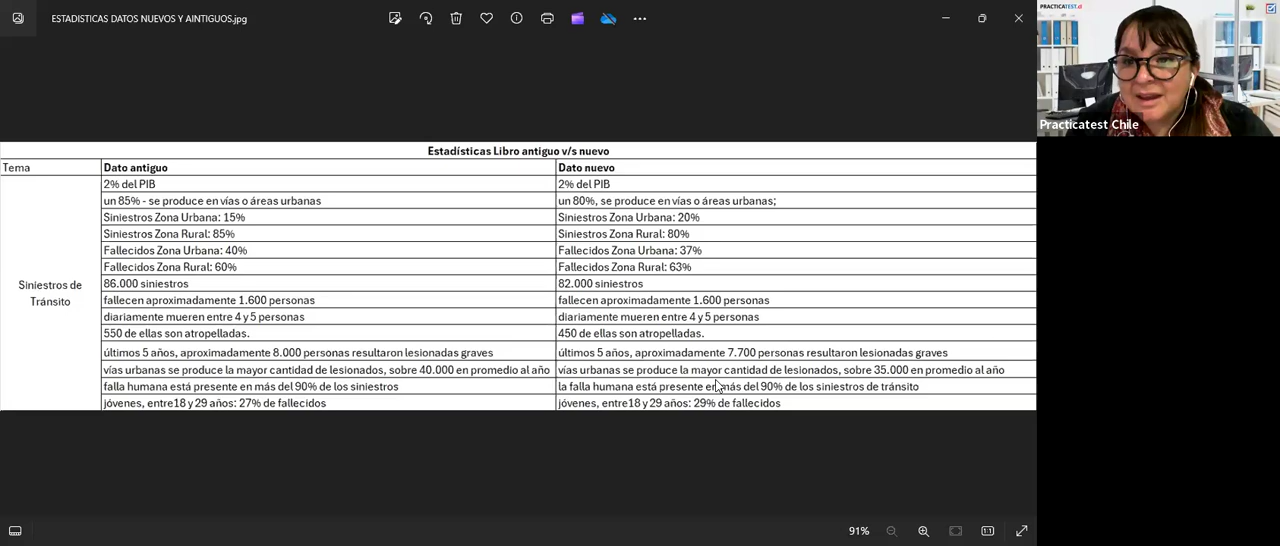 ESTADISTICAS DATOS NUEVOS Y AINTIGUOS.jpg
PRACTICATEST.cl
Practicatest Chile
Estadísticas Libro antiguo v/s nuevo
Tema Dato antiguo Dato nuevo
2% del PIB 2% del PIB
un 85% - se produce en vías o áreas urbanas un 80%, se produce en vías o áreas urbanas;
Siniestros Zona Urbana: 15% Siniestros Zona Urbana: 20%
Siniestros Zona Rural: 85% Siniestros Zona Rural: 80%
Fallecidos Zona Urbana: 40% Fallecidos Zona Urbana: 37%
Fallecidos Zona Rural: 60% Fallecidos Zona Rural: 63%
Siniestros de Tránsito
86.000 siniestros 82.000 siniestros
fallecen aproximadamente 1.600 personas fallecen aproximadamente 1.600 personas
diariamente mueren entre 4 y 5 personas diariamente mueren entre 4 y 5 personas
550 de ellas son atropelladas. 450 de ellas son atropelladas.
últimos 5 años, aproximadamente 8.000 personas resultaron lesionadas graves últimos 5 años, aproximadamente 7.700 personas resultaron lesionadas graves
vías urbanas se produce la mayor cantidad de lesionados, sobre 40.000 en promedio al año vías urbanas se produce la mayor cantidad de lesionados, sobre 35.000 en promedio al año
falla humana está presente en más del 90% de los siniestros la falla humana está presente en más del 90% de los siniestros de tránsito
jóvenes, entre18 y 29 años: 27% de fallecidos jóvenes, entre18 y 29 años: 29% de fallecidos
91%
1:1